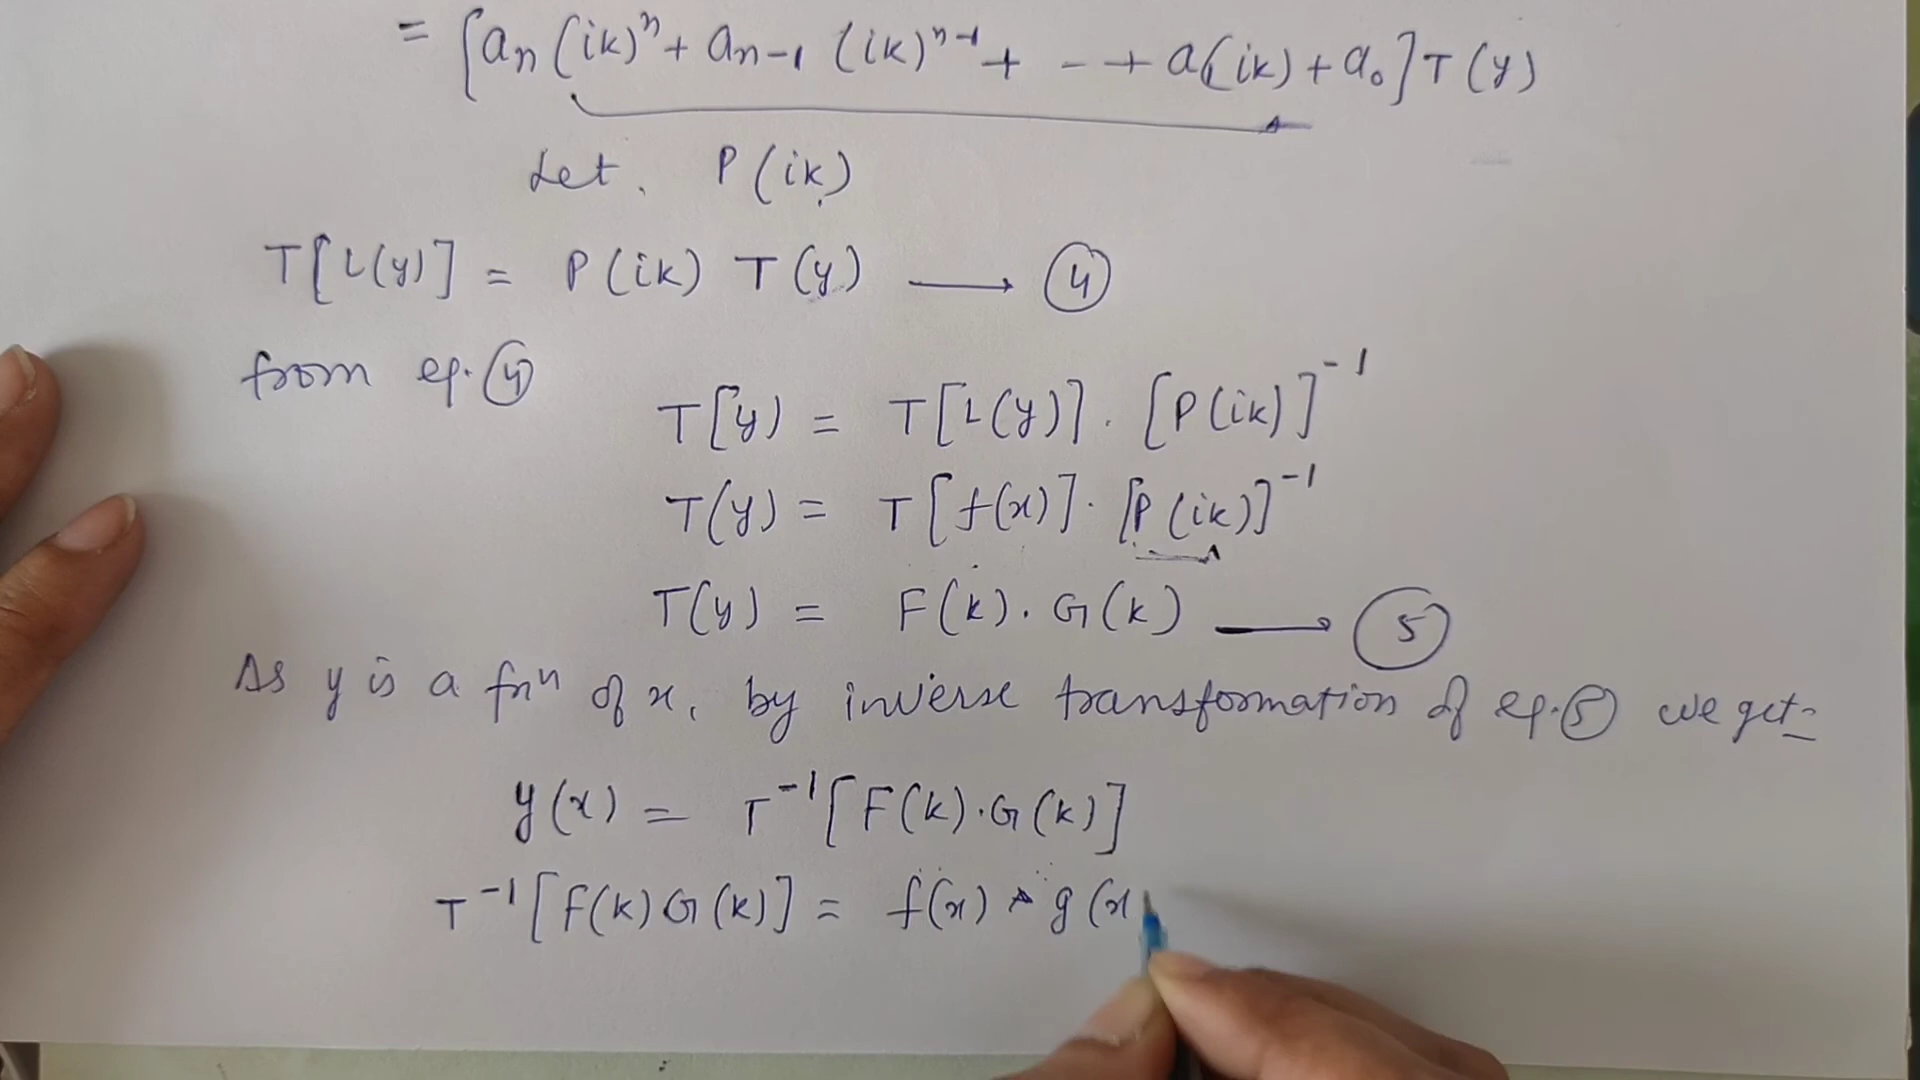 = [an (ik)^n + an-1 (ik)^n-1 + - - + a1(ik) + a0] T (y)
Let, P (ik)
T[L(y)] = P (ik) T (y) → ④
from eq. ④
T[y) = T[L(y)] . [P (ik)]^-1
T(y) = T [f(x)] . [P (ik)]^-1
T(y) = F(k) . G(k) → ⑤
As y is a fn^n of x, by inverse transformation of eq. ⑤ we get-
y(x) = T^-1 [F(k) . G(k)]
T^-1 [F(k) G(k)] = f(x) * g(x